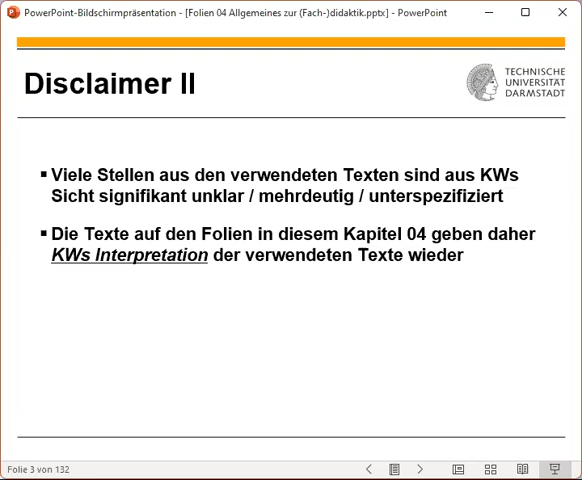 PowerPoint-Bildschirmpräsentation - [Folien 04 Allgemeines zur (Fach-)didaktik.pptx] - PowerPoint
Disclaimer II
TECHNISCHE
UNIVERSITÄT
DARMSTADT
▪ Viele Stellen aus den verwendeten Texten sind aus KWs
Sicht signifikant unklar / mehrdeutig / unterspezifiziert
▪ Die Texte auf den Folien in diesem Kapitel 04 geben daher
KWs Interpretation der verwendeten Texte wieder
Folie 3 von 132